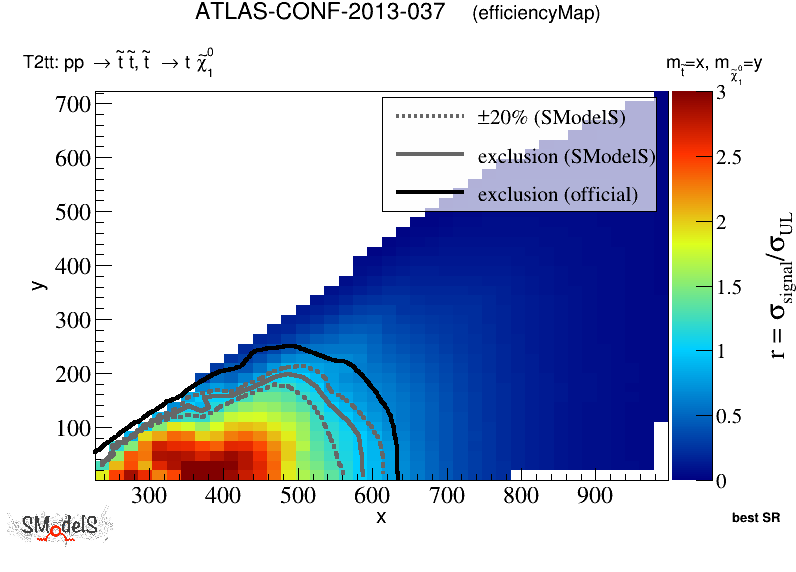 ATLAS-CONF-2013-037 (efficiencyMap)
T2tt: pp → t̃ t̃, t̃ → t χ̃₁⁰
m_t̃=x, m_χ̃₁⁰=y
±20% (SModelS)
exclusion (SModelS)
exclusion (official)
700
600
500
400
300
200
100
y
300 400 500 600 700 800 900
x
3
2.5
2
1.5
1
0.5
0
r = σ_signal/σ_UL
SModelS
best SR